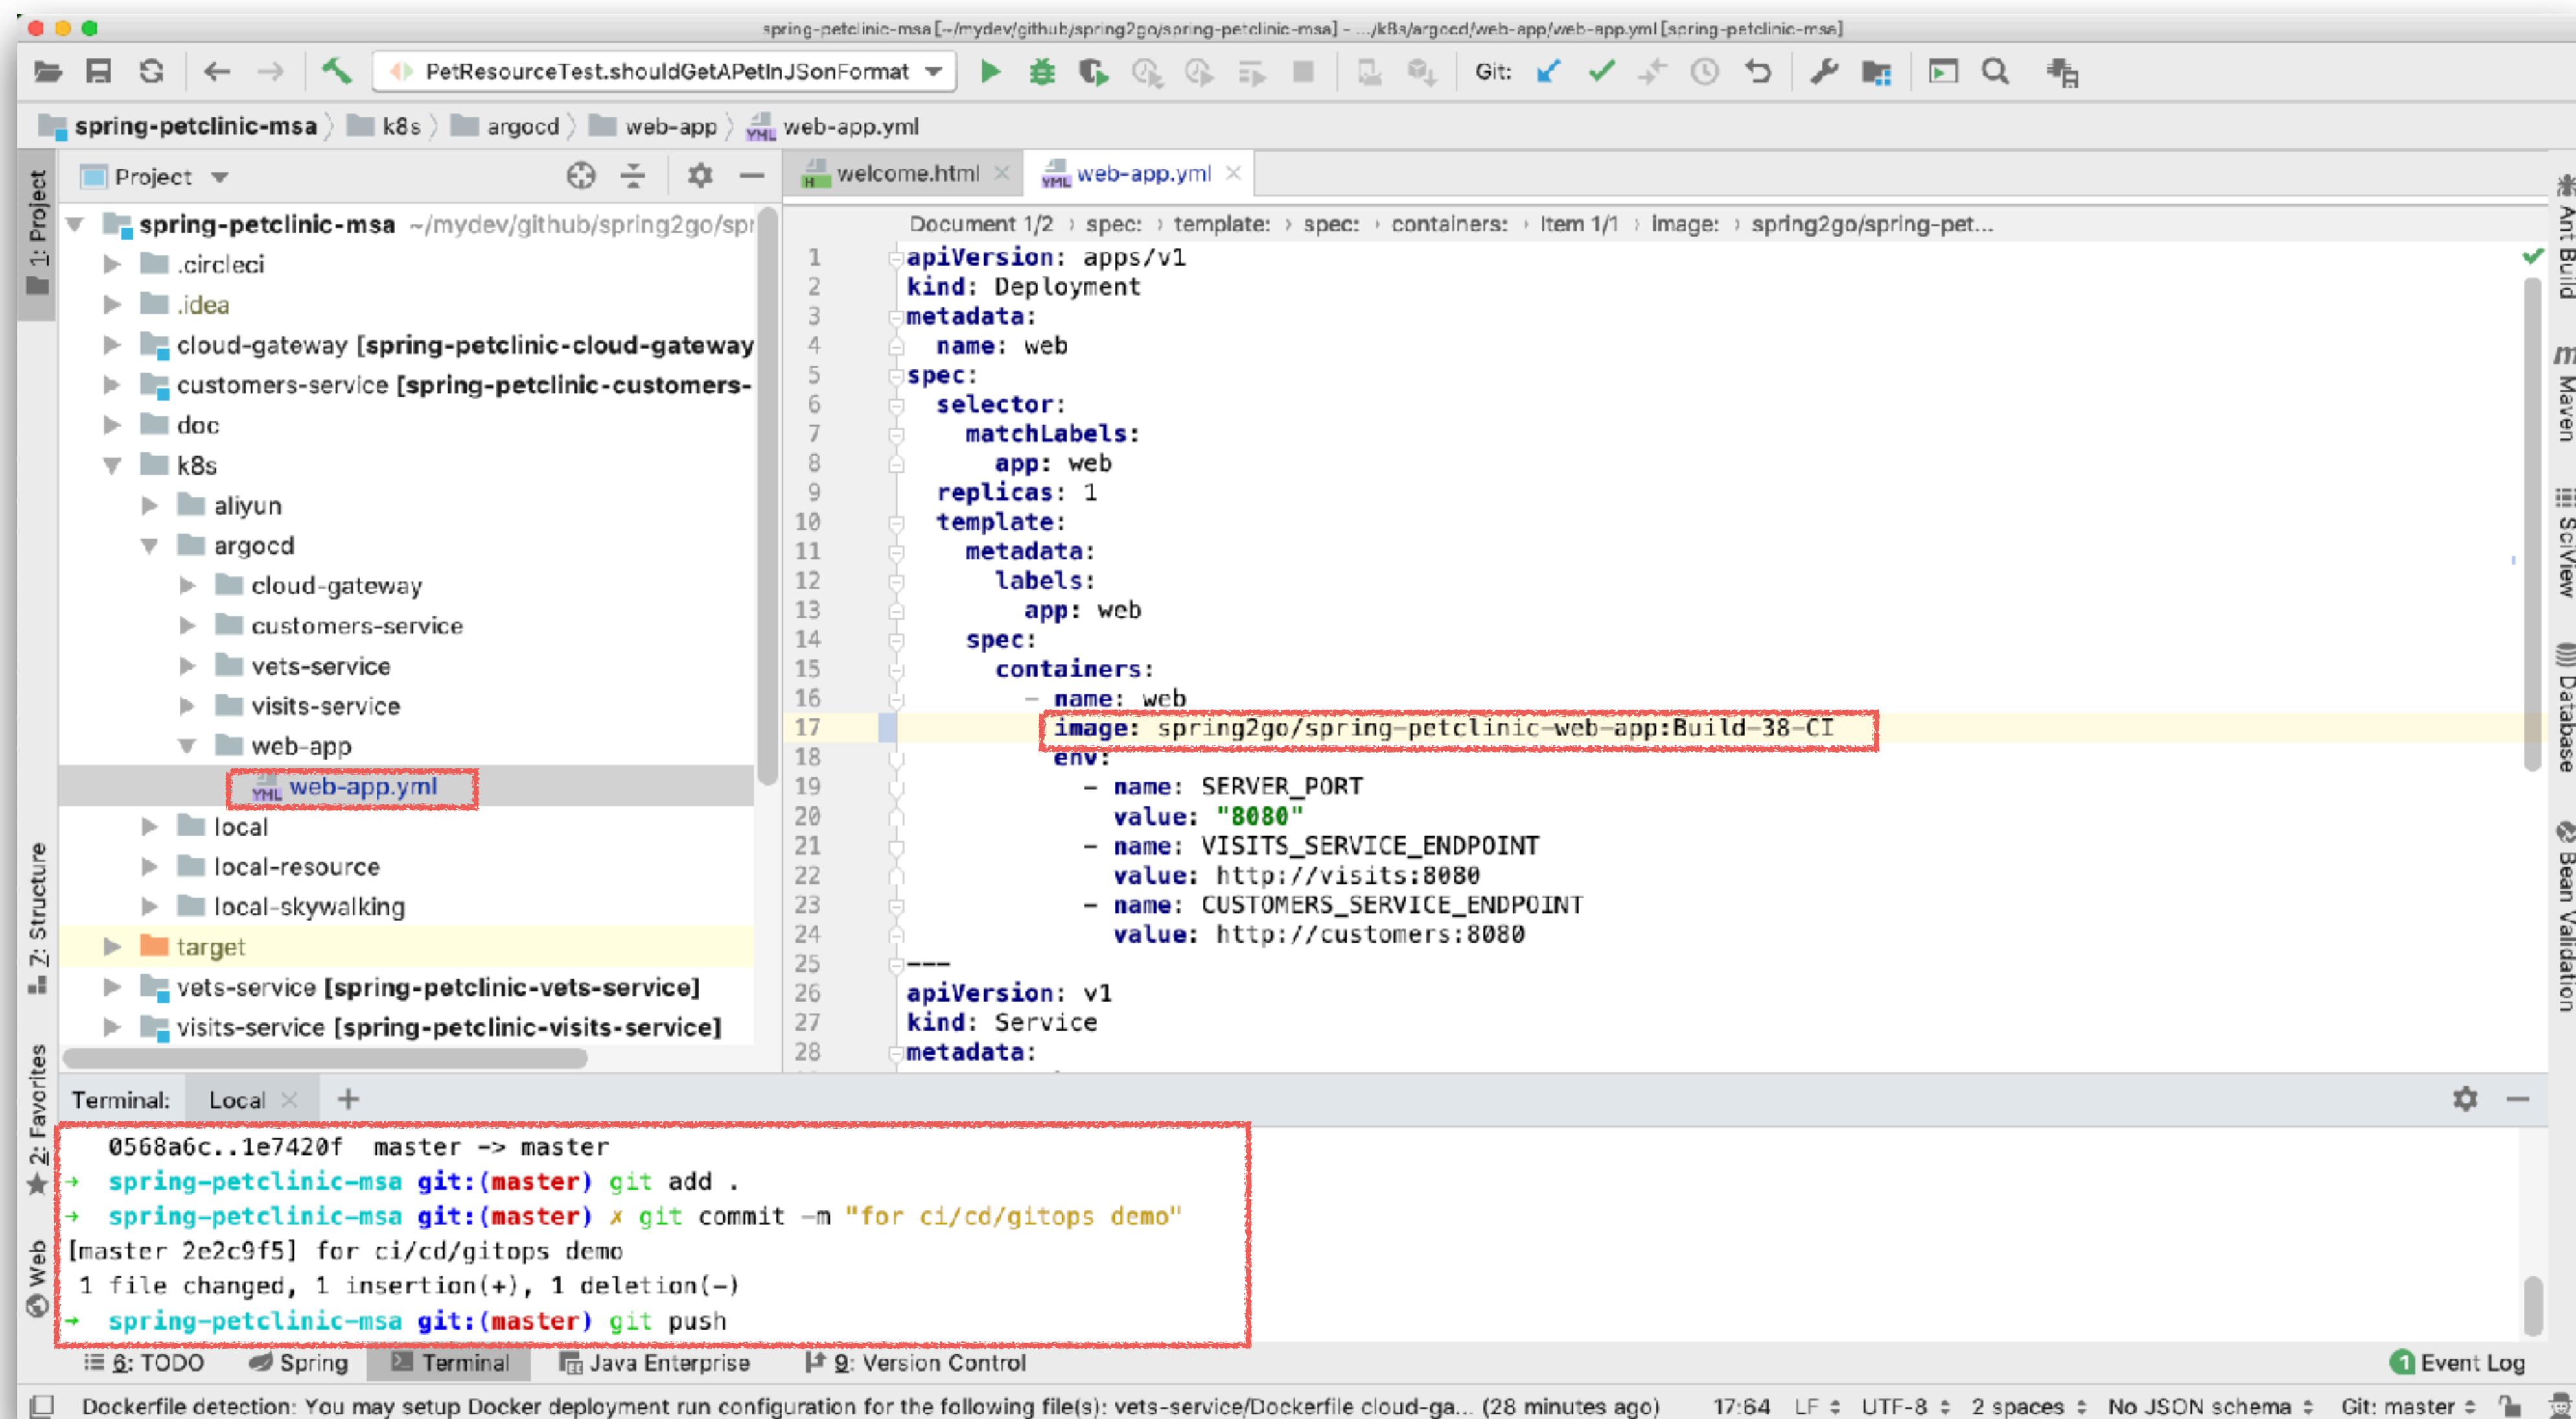 spring-petclinic-msa [~/mydev/github/spring2go/spring-petclinic-msa] - .../k8s/argocd/web-app/web-app.yml [spring-petclinic-msa]
PetResourceTest.shouldGetAPetInJSonFormat
Git:
spring-petclinic-msa k8s argocd web-app web-app.yml
1: Project
Project
spring-petclinic-msa ~/mydev/github/spring2go/spr
.circleci
.idea
cloud-gateway [spring-petclinic-cloud-gateway
customers-service [spring-petclinic-customers-
doc
k8s
aliyun
argocd
cloud-gateway
customers-service
vets-service
visits-service
web-app
web-app.yml
local
local-resource
local-skywalking
target
vets-service [spring-petclinic-vets-service]
visits-service [spring-petclinic-visits-service]
welcome.html
web-app.yml
Document 1/2 › spec: › template: › spec: › containers: › Item 1/1 › image: › spring2go/spring-pet...
1 apiVersion: apps/v1
2 kind: Deployment
3 metadata:
4 name: web
5 spec:
6 selector:
7 matchLabels:
8 app: web
9 replicas: 1
10 template:
11 metadata:
12 labels:
13 app: web
14 spec:
15 containers:
16 - name: web
17 image: spring2go/spring-petclinic-web-app:Build-38-CI
18 env:
19 - name: SERVER_PORT
20 value: "8080"
21 - name: VISITS_SERVICE_ENDPOINT
22 value: http://visits:8080
23 - name: CUSTOMERS_SERVICE_ENDPOINT
24 value: http://customers:8080
25 ---
26 apiVersion: v1
27 kind: Service
28 metadata:
Ant Build
Maven
SciView
Database
Bean Validation
Z: Structure
2: Favorites
Web
Terminal: Local
0568a6c..1e7420f master -> master
→ spring-petclinic-msa git:(master) git add .
→ spring-petclinic-msa git:(master) ✗ git commit -m "for ci/cd/gitops demo"
[master 2e2c9f5] for ci/cd/gitops demo
1 file changed, 1 insertion(+), 1 deletion(-)
→ spring-petclinic-msa git:(master) git push
6: TODO Spring Terminal Java Enterprise 9: Version Control 1 Event Log
Dockerfile detection: You may setup Docker deployment run configuration for the following file(s): vets-service/Dockerfile cloud-ga... (28 minutes ago) 17:64 LF UTF-8 2 spaces No JSON schema Git: master